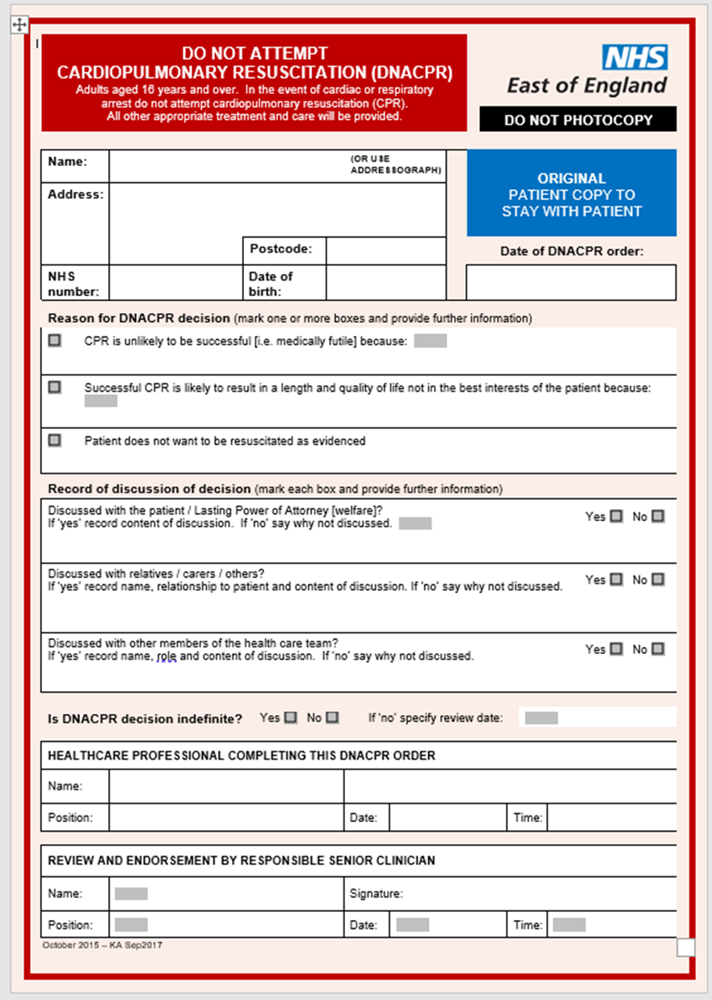 DO NOT ATTEMPT
CARDIOPULMONARY RESUSCITATION (DNACPR)
Adults aged 16 years and over. In the event of cardiac or respiratory
arrest do not attempt cardiopulmonary resuscitation (CPR).
All other appropriate treatment and care will be provided.
NHS
East of England
DO NOT PHOTOCOPY
Name:
(OR USE
ADDRESSOGRAPH)
Address:
Postcode:
NHS
number:
Date of
birth:
ORIGINAL
PATIENT COPY TO
STAY WITH PATIENT
Date of DNACPR order:
Reason for DNACPR decision (mark one or more boxes and provide further information)
CPR is unlikely to be successful [i.e. medically futile] because:
Successful CPR is likely to result in a length and quality of life not in the best interests of the patient because:
Patient does not want to be resuscitated as evidenced
Record of discussion of decision (mark each box and provide further information)
Discussed with the patient / Lasting Power of Attorney [welfare]?
If 'yes' record content of discussion. If 'no' say why not discussed.
Yes No
Discussed with relatives / carers / others?
If 'yes' record name, relationship to patient and content of discussion. If 'no' say why not discussed.
Yes No
Discussed with other members of the health care team?
If 'yes' record name, role and content of discussion. If 'no' say why not discussed.
Yes No
Is DNACPR decision indefinite? Yes No If 'no' specify review date:
HEALTHCARE PROFESSIONAL COMPLETING THIS DNACPR ORDER
Name:
Position: Date: Time:
REVIEW AND ENDORSEMENT BY RESPONSIBLE SENIOR CLINICIAN
Name: Signature:
Position: Date: Time:
October 2015 – KA Sep2017